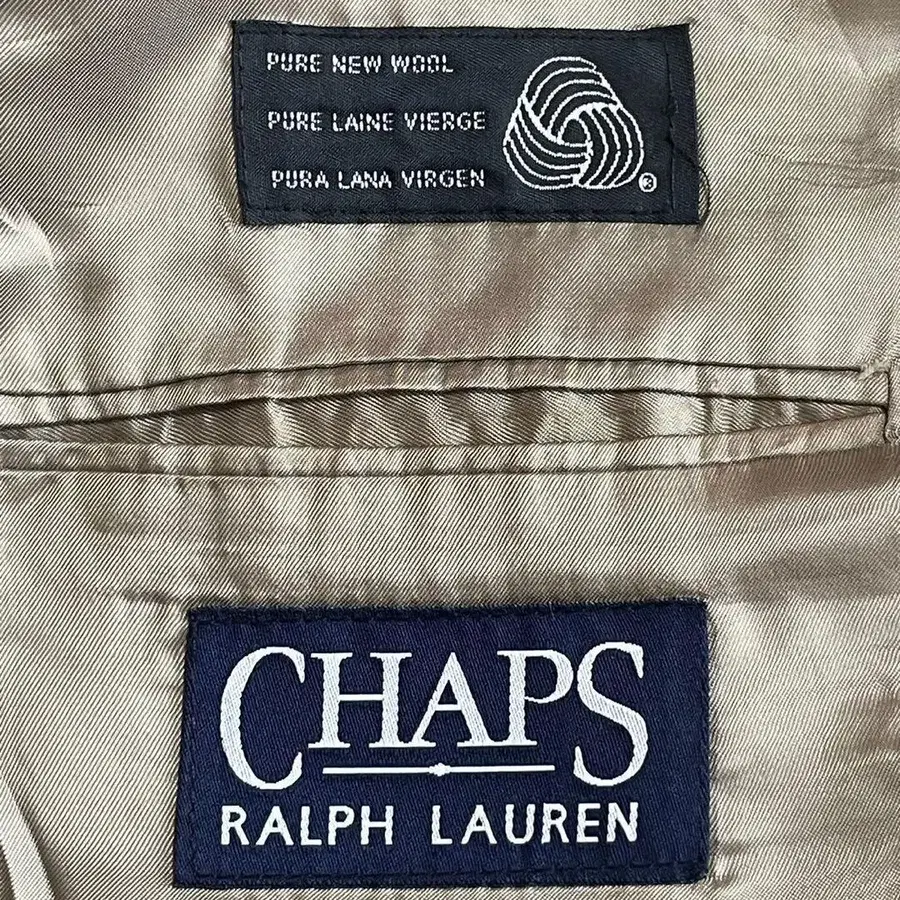 PURE NEW WOOL
PURE LAINE VIERGE
PURA LANA VIRGEN
®
CHAPS
RALPH LAUREN